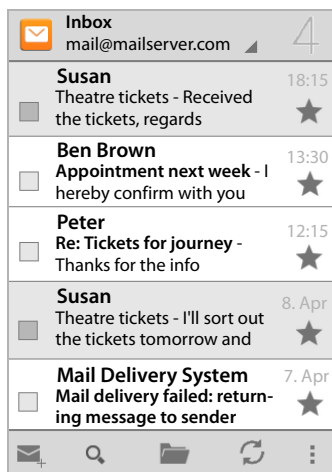 Inbox
mail@mailserver.com
4
Susan
18:15
Theatre tickets - Received
the tickets, regards
Ben Brown
13:30
Appointment next week - I
hereby confirm with you
Peter
12:15
Re: Tickets for journey -
Thanks for the info
Susan
8. Apr
Theatre tickets - I'll sort out
the tickets tomorrow and
Mail Delivery System
7. Apr
Mail delivery failed: return-
ing message to sender